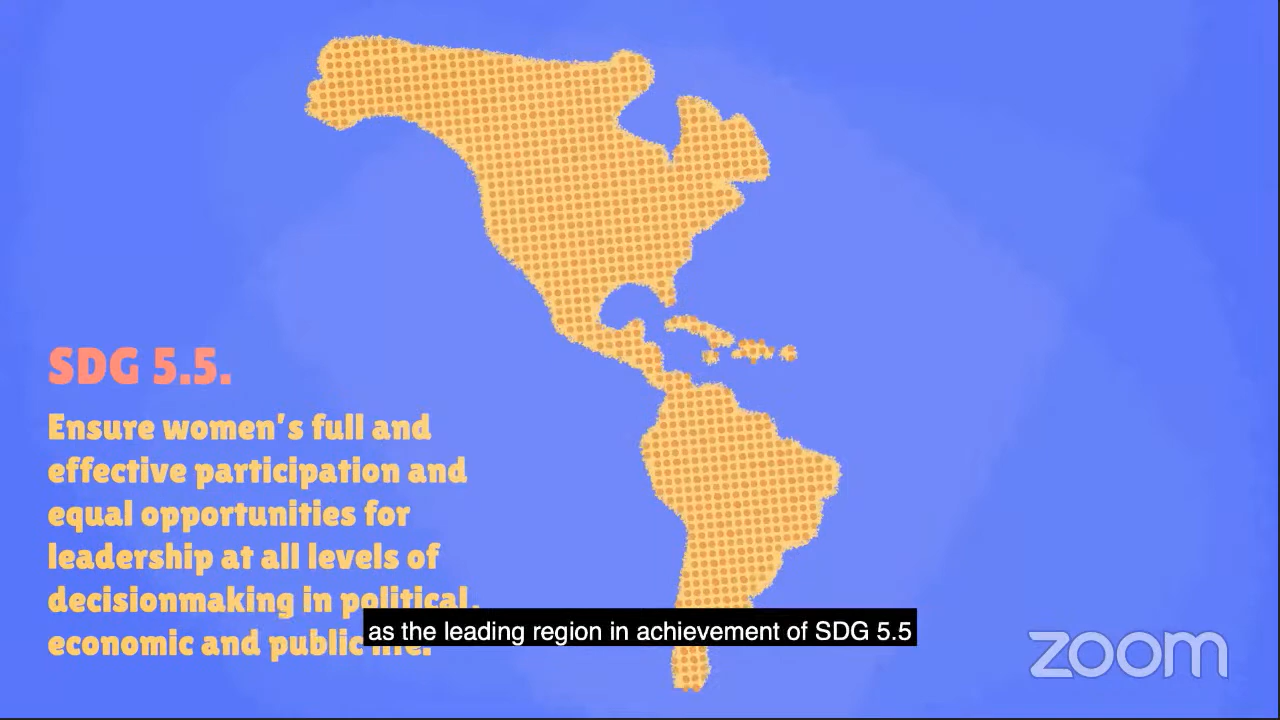 SDG 5.5.
Ensure women's full and
effective participation and
equal opportunities for
leadership at all levels of
decisionmaking in political,
economic and public life.
as the leading region in achievement of SDG 5.5
zoom